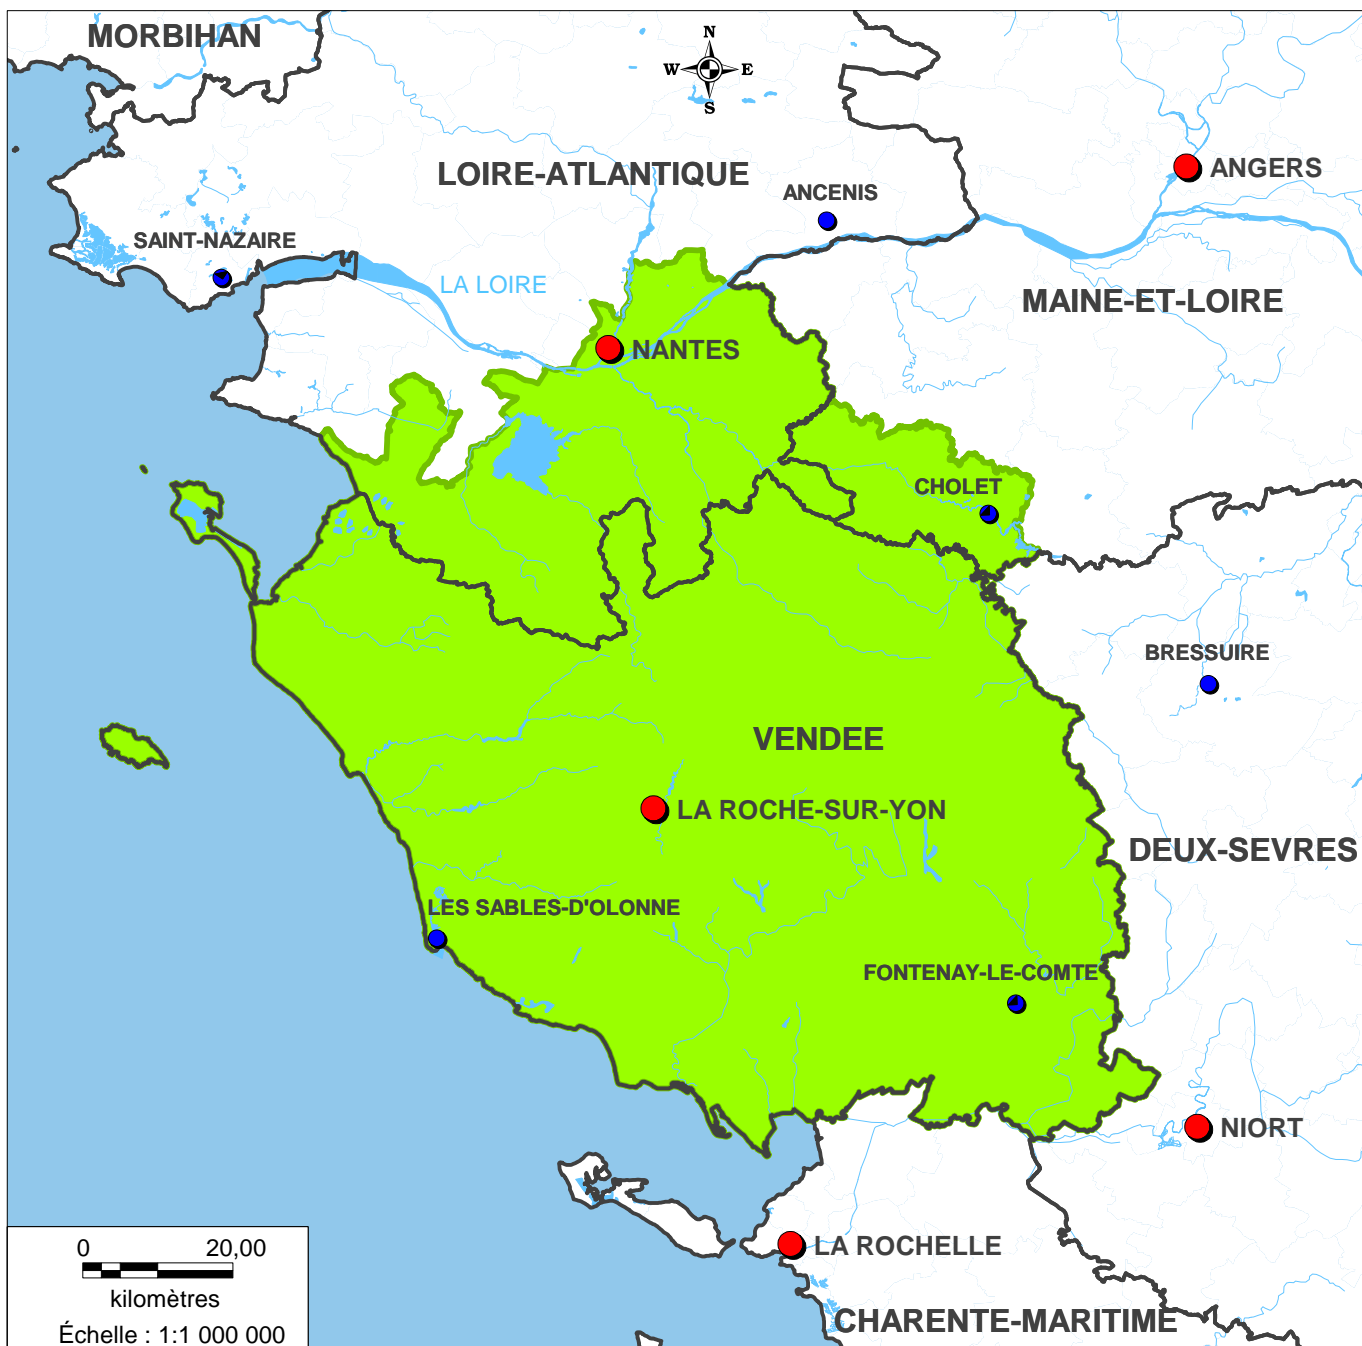 MORBIHAN
N
W E
S
LOIRE-ATLANTIQUE
ANCENIS
ANGERS
SAINT-NAZAIRE
LA LOIRE
MAINE-ET-LOIRE
NANTES
CHOLET
BRESSUIRE
VENDEE
LA ROCHE-SUR-YON
DEUX-SEVRES
LES SABLES-D'OLONNE
FONTENAY-LE-COMTE
NIORT
LA ROCHELLE
CHARENTE-MARITIME
0 20,00
kilomètres
Échelle : 1:1 000 000